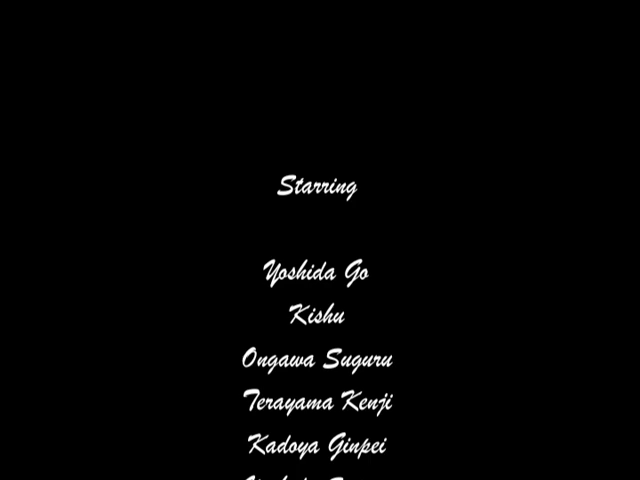 Starring
Yoshida Go
Kishu
Ongawa Suguru
Terayama Kenji
Kadoya Ginpei